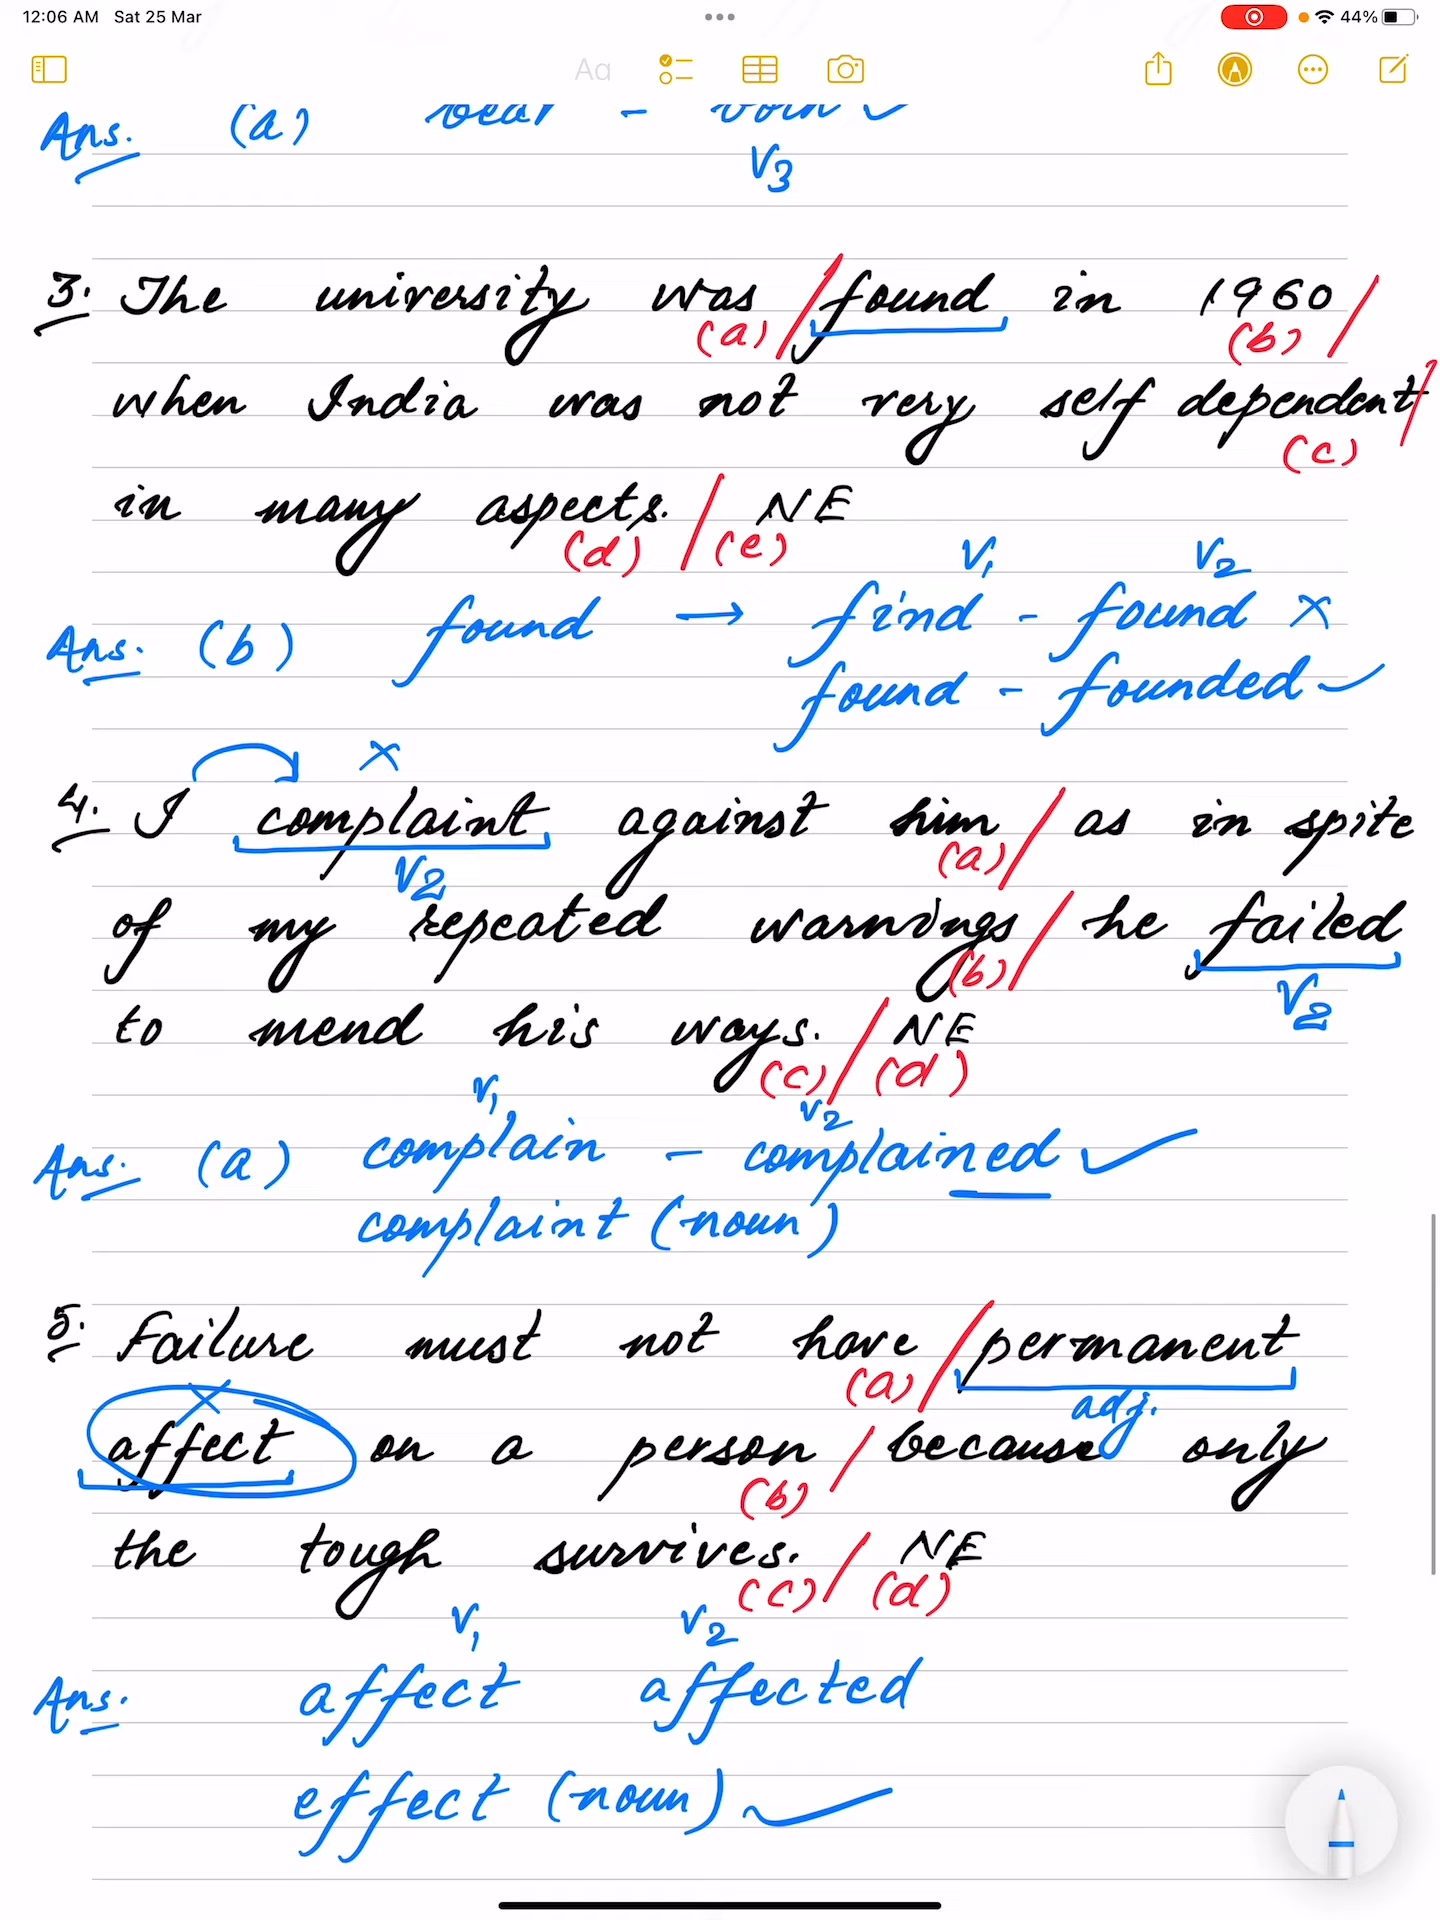 12:06 AM Sat 25 Mar
44%
Aa
Ans. (a) bear - born
V3
3. The university was / found in 1960 /
(a) (b)
when India was not very self dependent /
(c)
in many aspects. / NE
(d) (e)
V1 V2
Ans. (b) found → find - found ×
found - founded ✓
×
4. I complaint against him / as in spite
V2 (a)
of my repeated warnings / he failed
(b) V2
to mend his ways. / NE
(c) (d)
V1 V2
Ans. (a) complain - complained ✓
complaint (noun)
5. Failure must not have / permanent
(a) adj.
×
affect on a person / because only
(b)
the tough survives. / NE
(c) (d)
V1 V2
Ans. affect affected
effect (noun) ✓